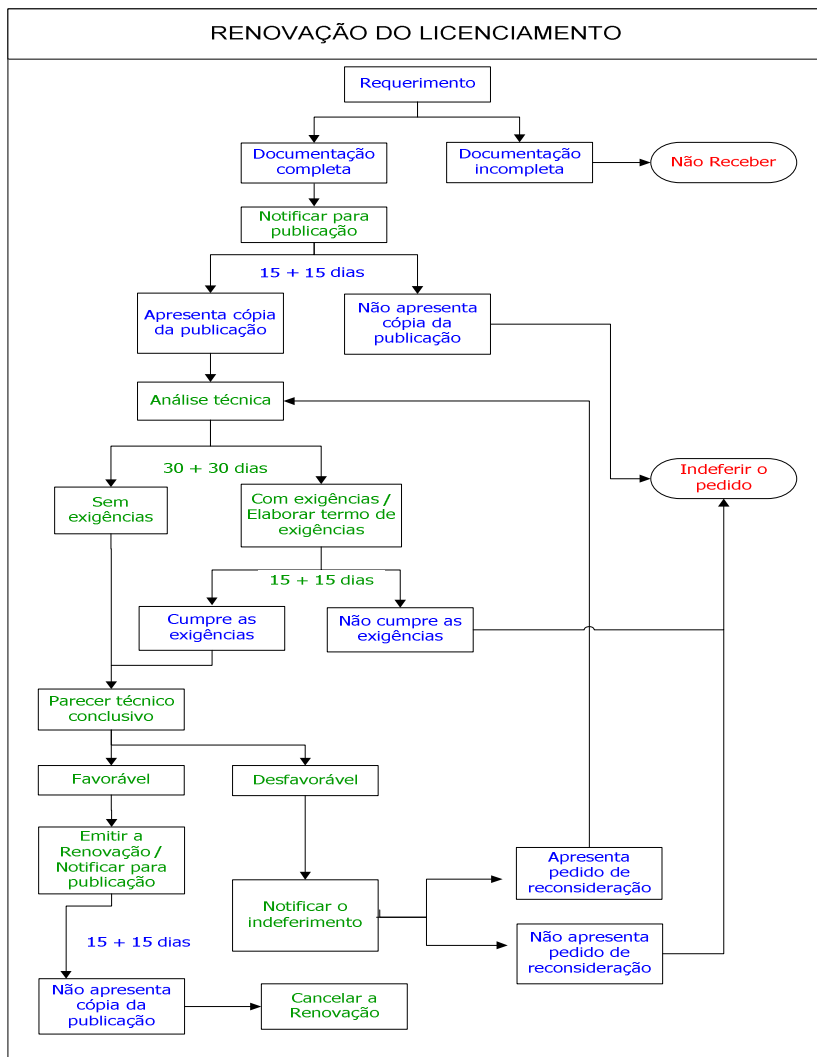 RENOVAÇÃO DO LICENCIAMENTO
Requerimento
Documentação
completa
Documentação
incompleta
Não Receber
Notificar para
publicação
15 + 15 dias
Apresenta cópia
da publicação
Não apresenta
cópia da
publicação
Análise técnica
30 + 30 dias
Indeferir o
pedido
Sem
exigências
Com exigências /
Elaborar termo de
exigências
15 + 15 dias
Cumpre as
exigências
Não cumpre as
exigências
Parecer técnico
conclusivo
Favorável
Desfavorável
Emitir a
Renovação /
Notificar para
publicação
Apresenta
pedido de
reconsideração
Notificar o
indeferimento
15 + 15 dias
Não apresenta
pedido de
reconsideração
Não apresenta
cópia da
publicação
Cancelar a
Renovação